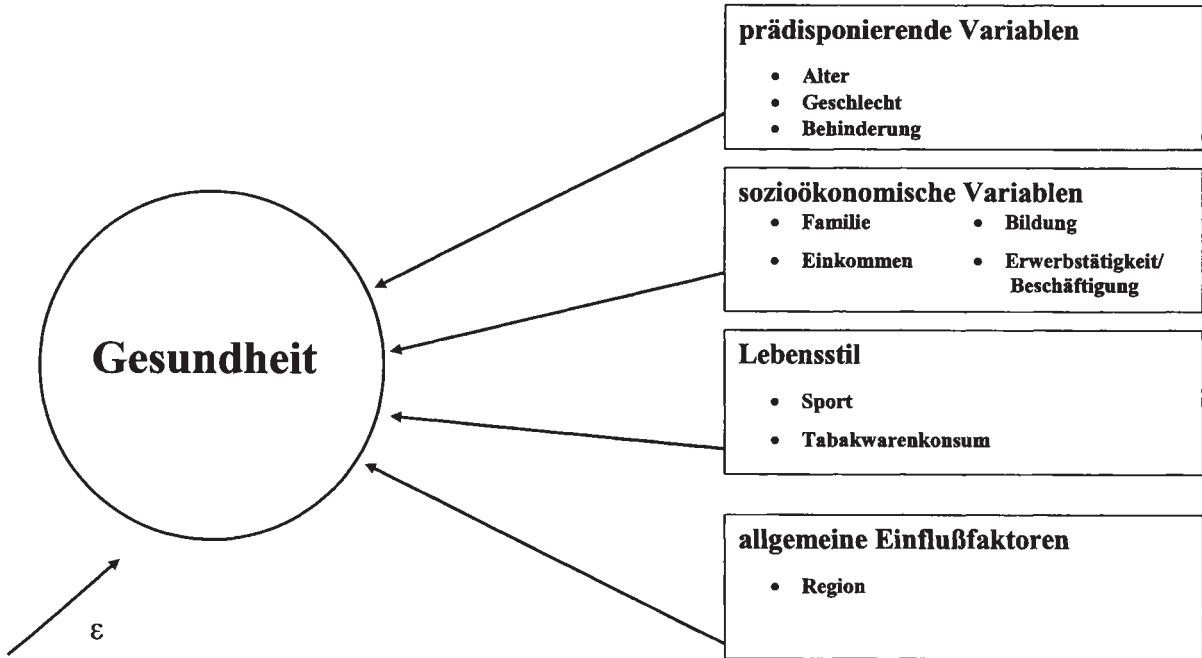 prädisponierende Variablen
• Alter
• Geschlecht
• Behinderung
sozioökonomische Variablen
• Familie
• Bildung
• Einkommen
• Erwerbstätigkeit/
Beschäftigung
Gesundheit
Lebensstil
• Sport
• Tabakwarenkonsum
allgemeine Einflußfaktoren
• Region
ε